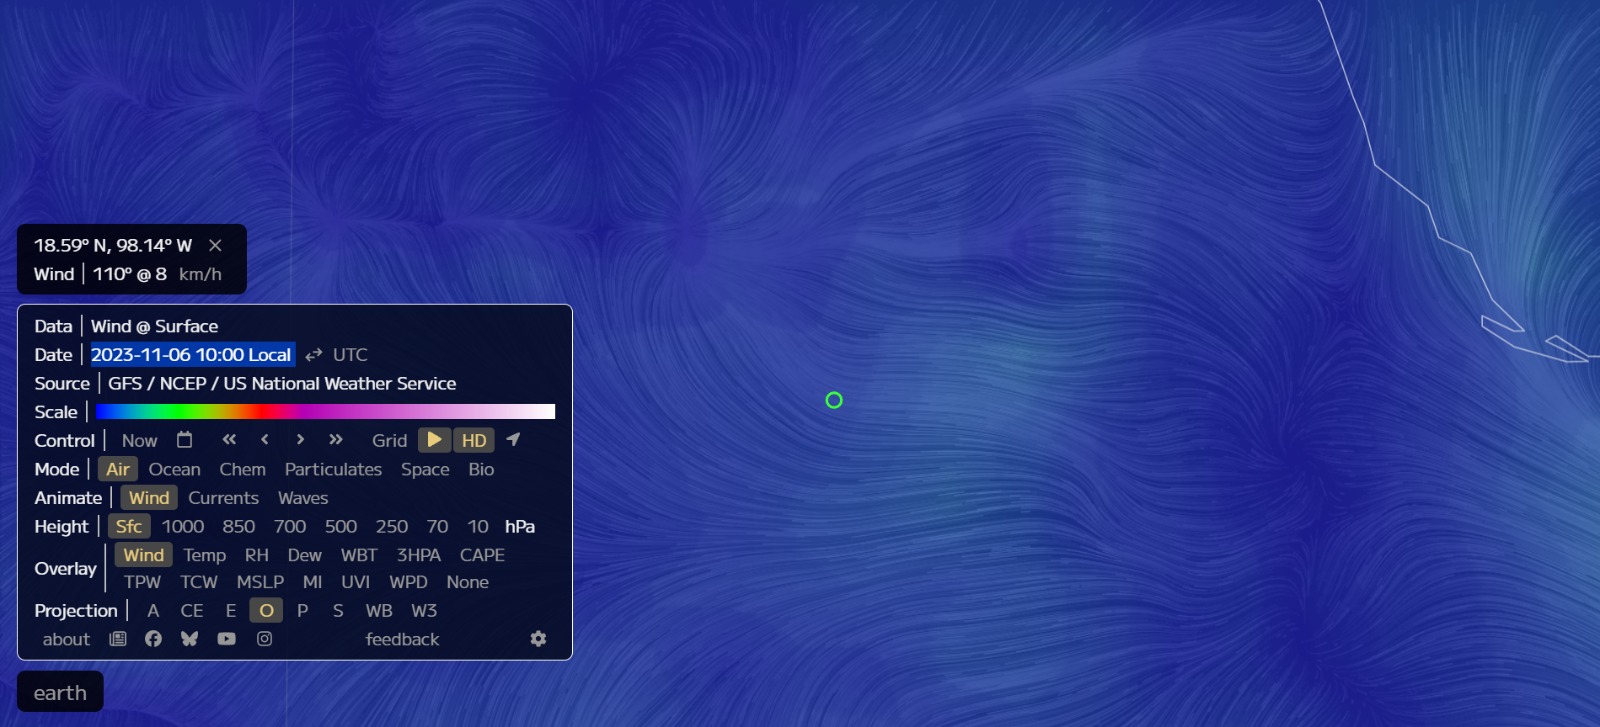 18.59° N, 98.14° W ×
Wind | 110° @ 8 km/h
Data | Wind @ Surface
Date | 2023-11-06 10:00 Local ⇄ UTC
Source | GFS / NCEP / US National Weather Service
Scale |
Control | Now « ‹ › » Grid HD
Mode | Air Ocean Chem Particulates Space Bio
Animate | Wind Currents Waves
Height | Sfc 1000 850 700 500 250 70 10 hPa
Overlay | Wind Temp RH Dew WBT 3HPA CAPE
TPW TCW MSLP MI UVI WPD None
Projection | A CE E O P S WB W3
about feedback
earth